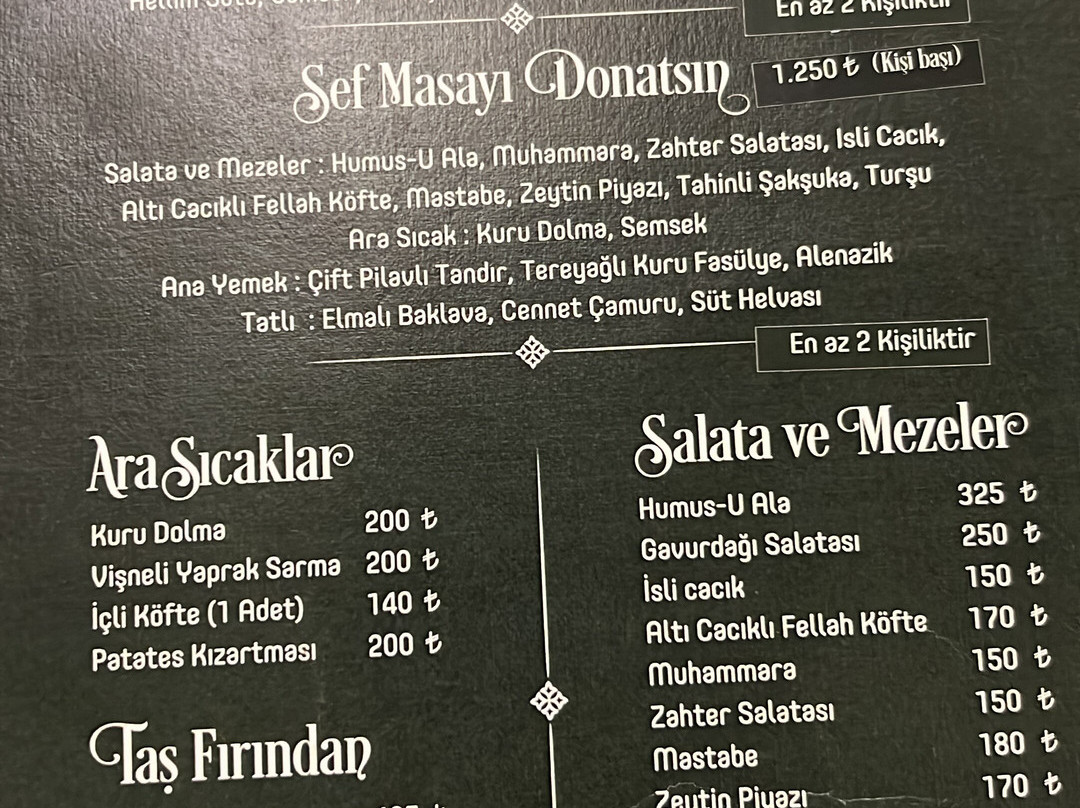 En az 2 Kişiliktir
Şef Masayı Donatsın
1.250 ₺ (Kişi başı)
Salata ve Mezeler : Humus-U Ala, Muhammara, Zahter Salatası, Isli Cacık,
Altı Cacıklı Fellah Köfte, Mastabe, Zeytin Piyazı, Tahinli Şakşuka, Turşu
Ara Sıcak : Kuru Dolma, Semsek
Ana Yemek : Çift Pilavlı Tandır, Tereyağlı Kuru Fasülye, Alenazik
Tatlı : Elmalı Baklava, Cennet Çamuru, Süt Helvası
En az 2 Kişiliktir
Ara Sıcaklar
Kuru Dolma 200 ₺
Vişneli Yaprak Sarma 200 ₺
İçli Köfte (1 Adet) 140 ₺
Patates Kızartması 200 ₺
Taş Fırından
Salata ve Mezeler
Humus-U Ala 325 ₺
Gavurdağı Salatası 250 ₺
İsli cacık 150 ₺
Altı Cacıklı Fellah Köfte 170 ₺
Muhammara 150 ₺
Zahter Salatası 150 ₺
Mastabe 180 ₺
Zeytin Piyazı 170 ₺